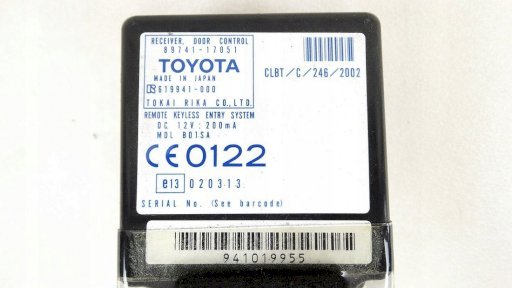 RECEIVER, DOOR CONTROL
89741-17051
TOYOTA
MADE IN JAPAN
CLBT/C/246/2002
619941-000
TOKAI RIKA CO.,LTD.
REMOTE KEYLESS ENTRY SYSTEM
DC 12V:200mA
MDL B01SA
CE0122
e13 020313
SERIAL No. (See barcode)
941019955